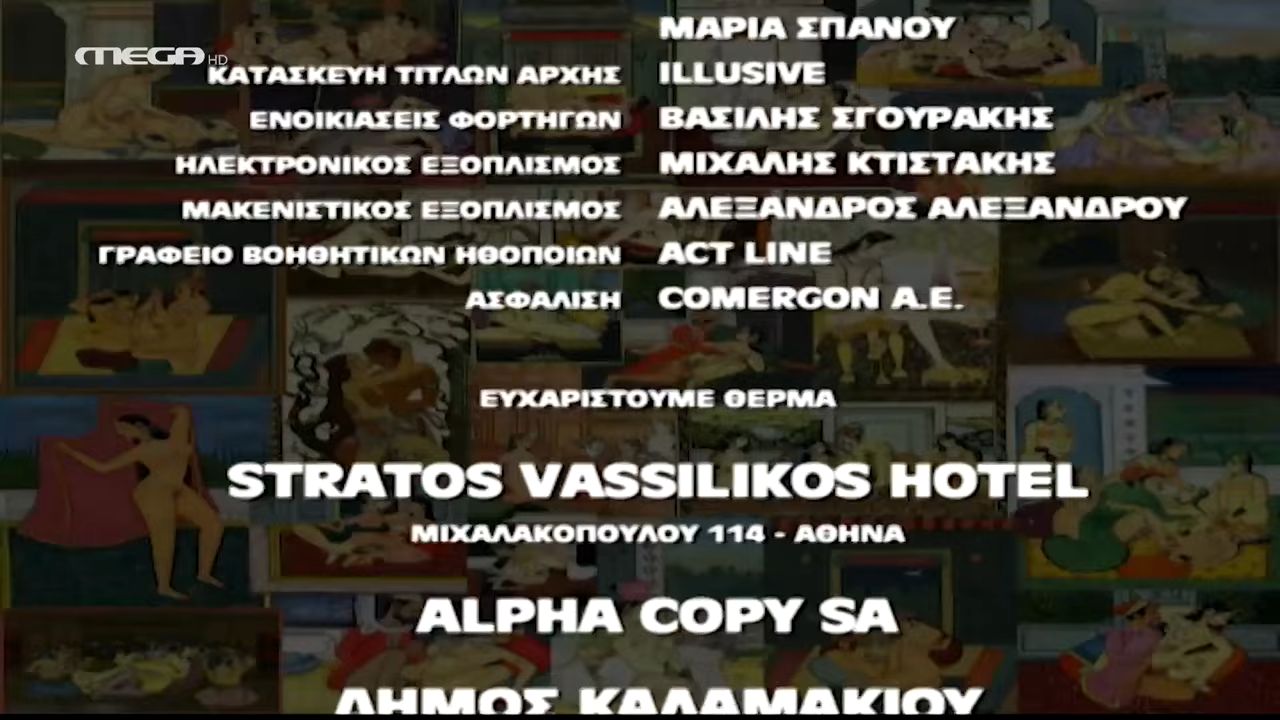 ΜΑΡΙΑ ΣΠΑΝΟΥ
MEGA HD
ΚΑΤΑΣΚΕΥΗ ΤΙΤΛΩΝ ΑΡΧΗΣ ILLUSIVE
ΕΝΟΙΚΙΑΣΕΙΣ ΦΟΡΤΗΓΩΝ ΒΑΣΙΛΗΣ ΣΓΟΥΡΑΚΗΣ
ΗΛΕΚΤΡΟΝΙΚΟΣ ΕΞΟΠΛΙΣΜΟΣ ΜΙΧΑΛΗΣ ΚΤΙΣΤΑΚΗΣ
ΜΑΚΕΝΙΣΤΙΚΟΣ ΕΞΟΠΛΙΣΜΟΣ ΑΛΕΞΑΝΔΡΟΣ ΑΛΕΞΑΝΔΡΟΥ
ΓΡΑΦΕΙΟ ΒΟΗΘΗΤΙΚΩΝ ΗΘΟΠΟΙΩΝ ACT LINE
ΑΣΦΑΛΙΣΗ COMERGON A.E.
ΕΥΧΑΡΙΣΤΟΥΜΕ ΘΕΡΜΑ
STRATOS VASSILIKOS HOTEL
ΜΙΧΑΛΑΚΟΠΟΥΛΟΥ 114 - ΑΘΗΝΑ
ALPHA COPY SA
ΔΗΜΟΣ ΚΑΛΑΜΑΚΙΟΥ